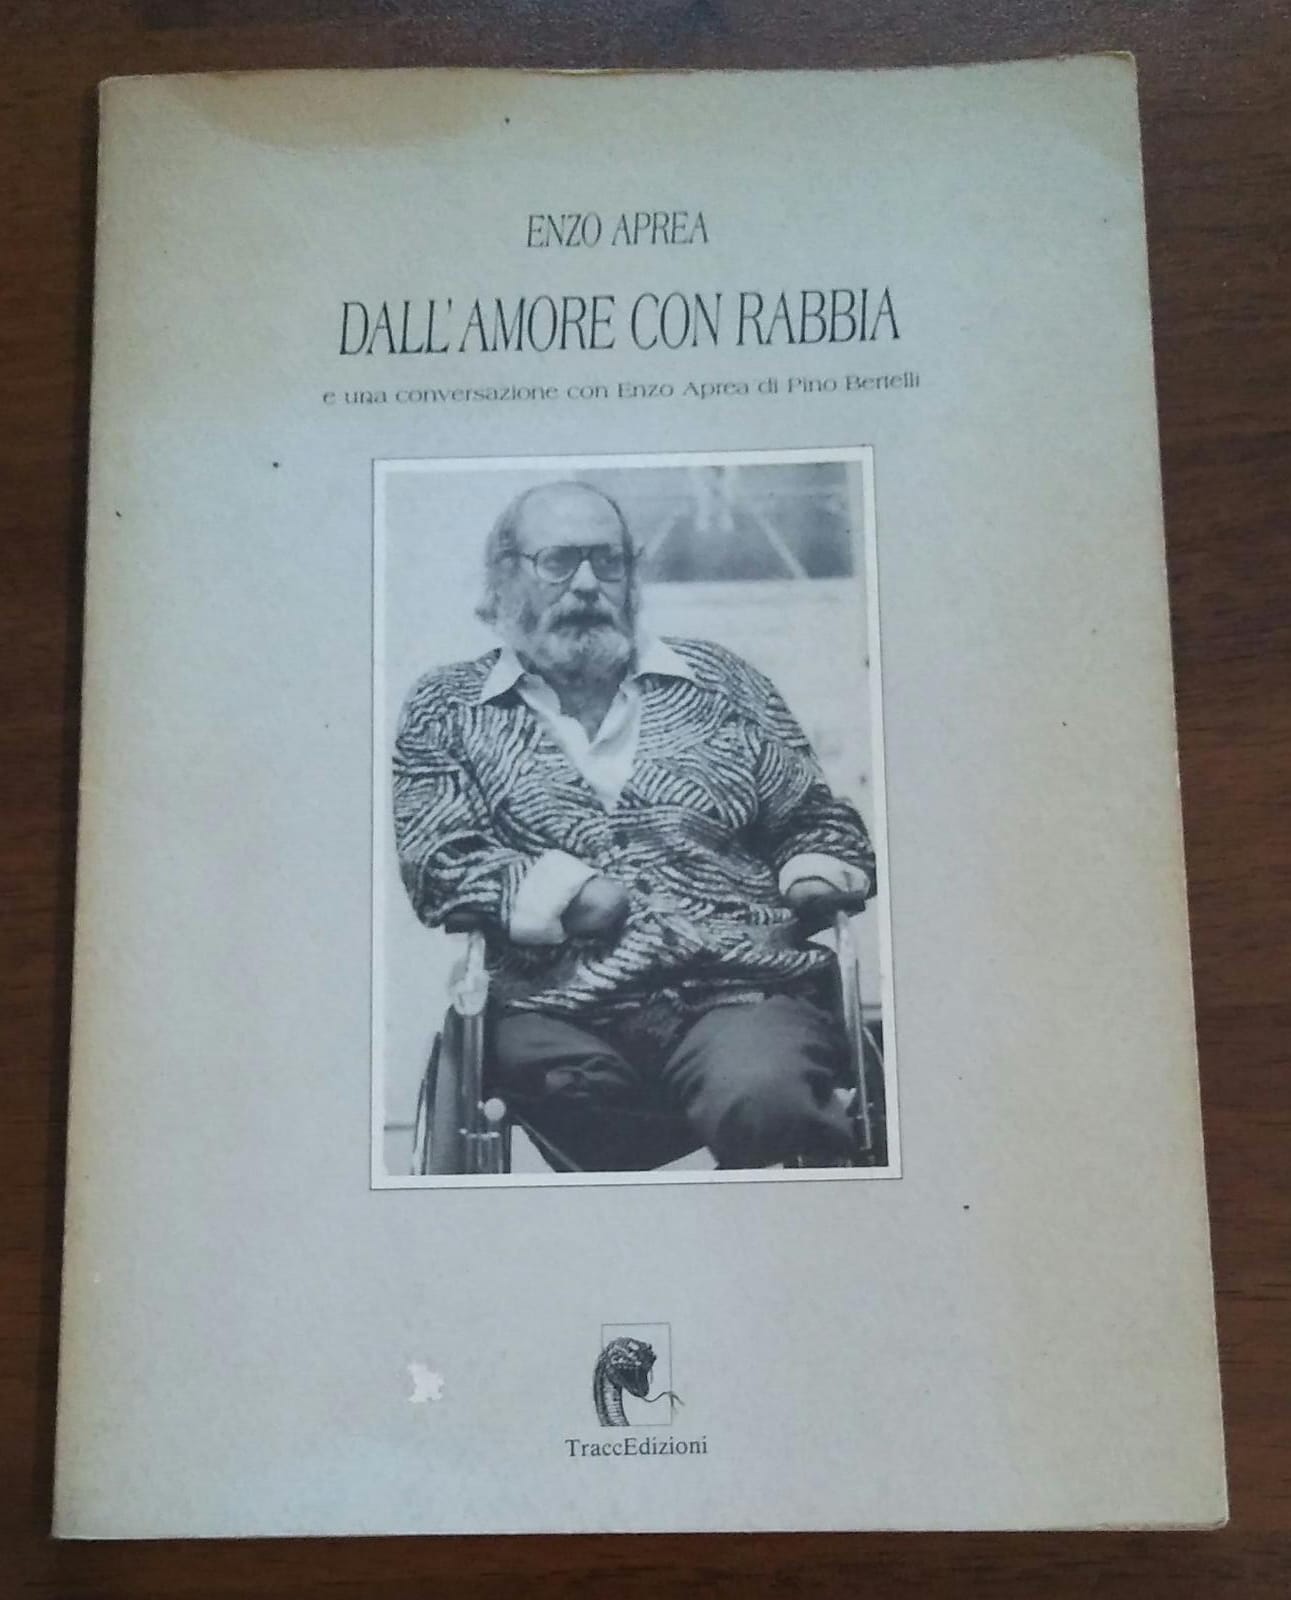 ENZO APREA
DALL'AMORE CON RABBIA
e una conversazione con Enzo Aprea di Pino Bertelli
TraccEdizioni